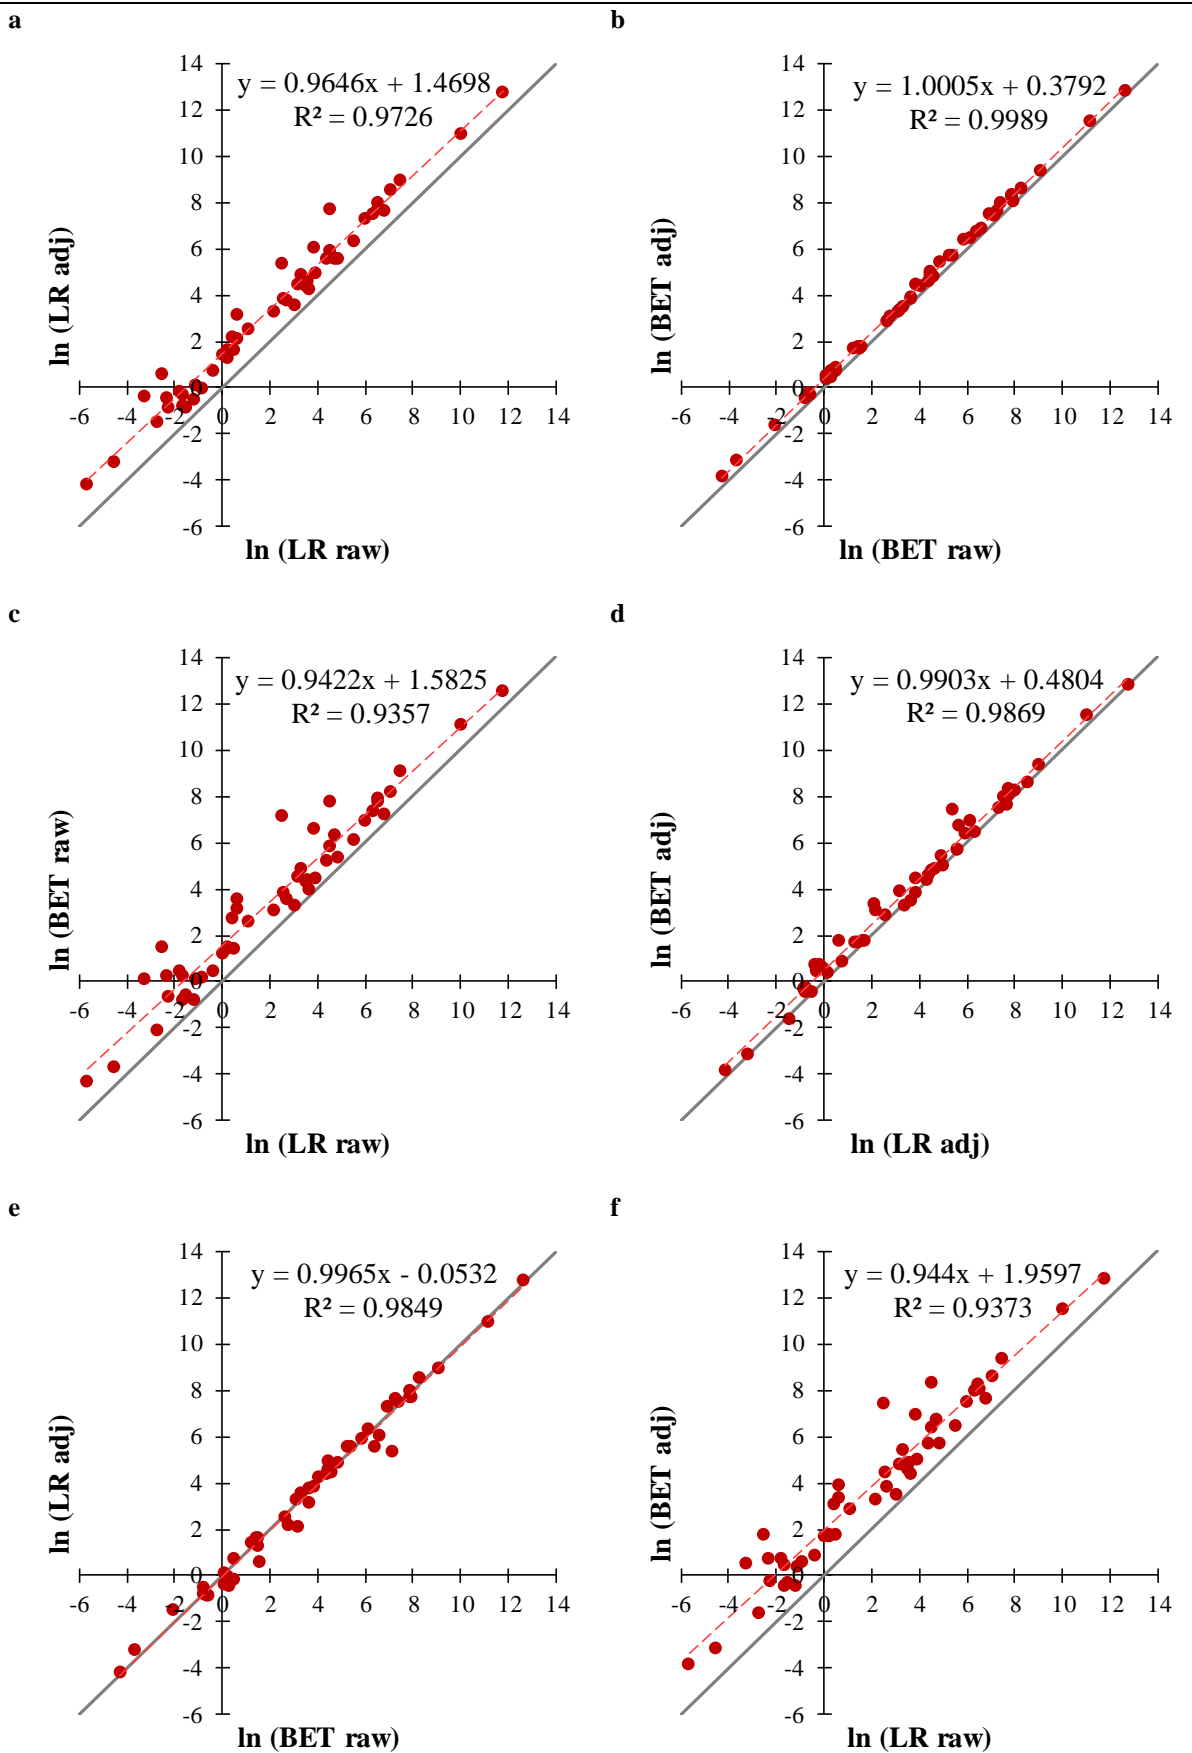 a
y = 0.9646x + 1.4698
R² = 0.9726
14
12
10
8
6
4
2
0
-2
-4
-6
-6 -4 -2 0 2 4 6 8 10 12 14
ln (LR adj)
ln (LR raw)
b
y = 1.0005x + 0.3792
R² = 0.9989
14
12
10
8
6
4
2
0
-2
-4
-6
-6 -4 -2 0 2 4 6 8 10 12 14
ln (BET adj)
ln (BET raw)
c
y = 0.9422x + 1.5825
R² = 0.9357
14
12
10
8
6
4
2
0
-2
-4
-6
-6 -4 -2 0 2 4 6 8 10 12 14
ln (BET raw)
ln (LR raw)
d
y = 0.9903x + 0.4804
R² = 0.9869
14
12
10
8
6
4
2
0
-2
-4
-6
-6 -4 -2 0 2 4 6 8 10 12 14
ln (BET adj)
ln (LR adj)
e
y = 0.9965x - 0.0532
R² = 0.9849
14
12
10
8
6
4
2
0
-2
-4
-6
-6 -4 -2 0 2 4 6 8 10 12 14
ln (LR adj)
ln (BET raw)
f
y = 0.944x + 1.9597
R² = 0.9373
14
12
10
8
6
4
2
0
-2
-4
-6
-6 -4 -2 0 2 4 6 8 10 12 14
ln (BET adj)
ln (LR raw)